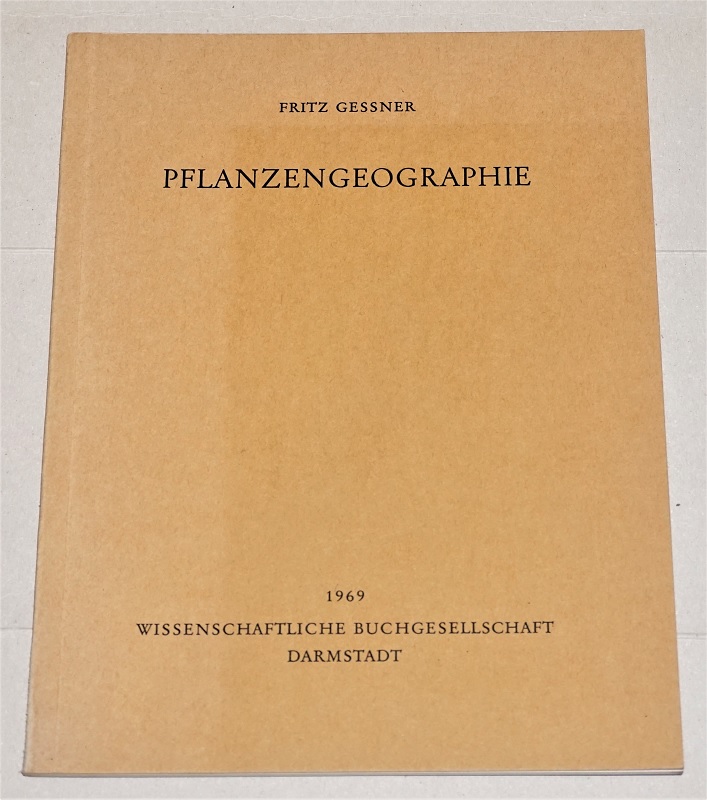 FRITZ GESSNER
PFLANZENGEOGRAPHIE
1969
WISSENSCHAFTLICHE BUCHGESELLSCHAFT
DARMSTADT